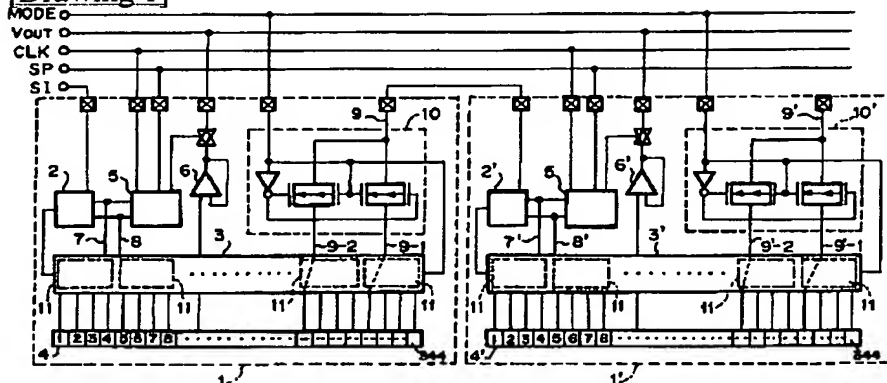 [Drawing 1]
MODE
VOUT
CLK
SP
SI
9 10 9' 10'
2 5 6 2' 5 6'
7 8 3 9-2 9-1 7' 8' 3' 9'-2 9'-1
11 11 11 11 11 11 11 11
4 1 2 3 4 5 6 7 8 344 4' 1 2 3 4 5 6 7 8 344
1 1'